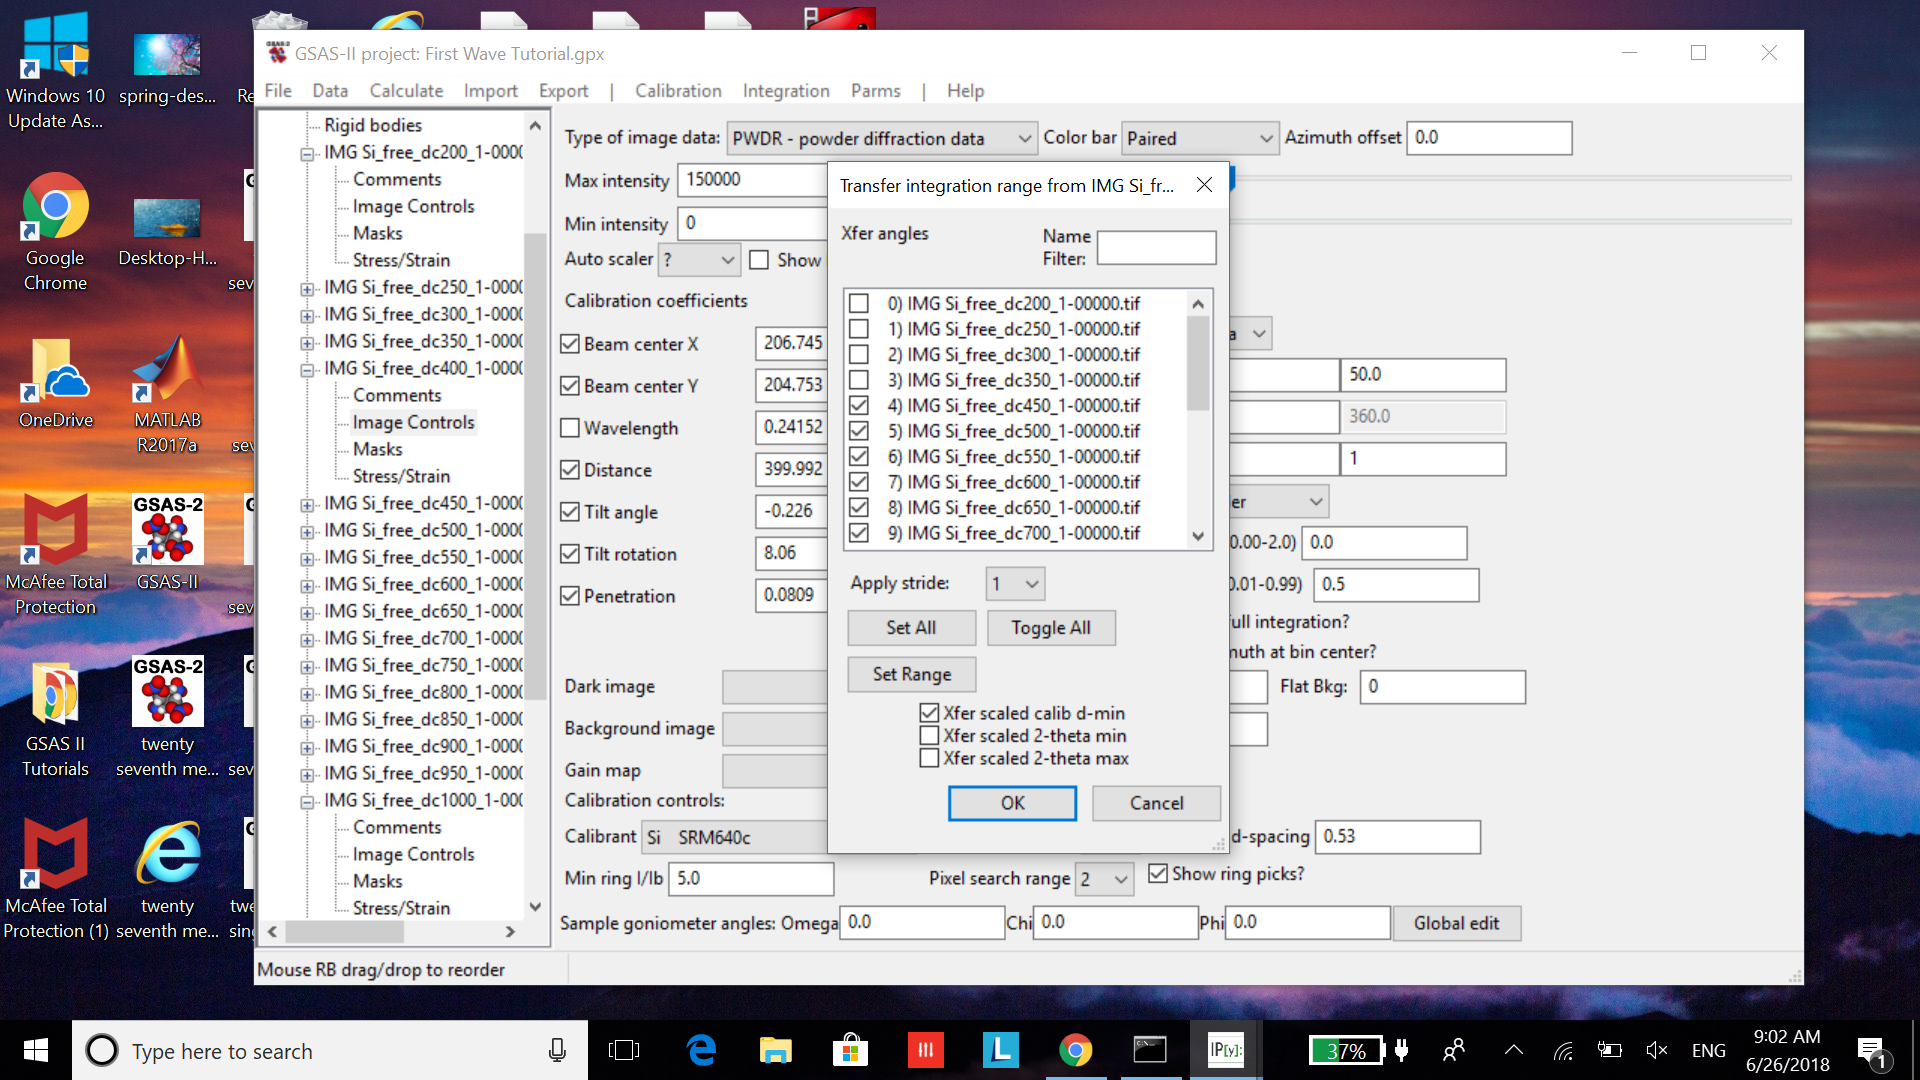 GSAS-II project: First Wave Tutorial.gpx
File Data Calculate Import Export | Calibration Integration Parms | Help
Windows 10 Update As...
spring-des...
Google Chrome
Desktop-H...
OneDrive
MATLAB R2017a
McAfee Total Protection
GSAS-2
GSAS-II
GSAS II Tutorials
GSAS-2
twenty seventh me...
McAfee Total Protection (1)
twenty seventh me...
Rigid bodies
IMG Si_free_dc200_1-0000
Comments
Image Controls
Masks
Stress/Strain
IMG Si_free_dc250_1-0000
IMG Si_free_dc300_1-0000
IMG Si_free_dc350_1-0000
IMG Si_free_dc400_1-0000
Comments
Image Controls
Masks
Stress/Strain
IMG Si_free_dc450_1-0000
IMG Si_free_dc500_1-0000
IMG Si_free_dc550_1-0000
IMG Si_free_dc600_1-0000
IMG Si_free_dc650_1-0000
IMG Si_free_dc700_1-0000
IMG Si_free_dc750_1-0000
IMG Si_free_dc800_1-0000
IMG Si_free_dc850_1-0000
IMG Si_free_dc900_1-0000
IMG Si_free_dc950_1-0000
IMG Si_free_dc1000_1-000
Comments
Image Controls
Masks
Stress/Strain
Mouse RB drag/drop to reorder
Type of image data: PWDR - powder diffraction data Color bar Paired Azimuth offset 0.0
Max intensity 150000
Min intensity 0
Auto scaler ? Show
Calibration coefficients
Beam center X 206.745
Beam center Y 204.753
Wavelength 0.24152
Distance 399.992
Tilt angle -0.226
Tilt rotation 8.06
Penetration 0.0809
Dark image
Background image
Gain map
Calibration controls:
Calibrant Si SRM640c
Min ring I/Ib 5.0
Pixel search range 2 Show ring picks?
Sample goniometer angles: Omega 0.0 Chi 0.0 Phi 0.0 Global edit
Transfer integration range from IMG Si_fr...
Xfer angles
Name Filter:
0) IMG Si_free_dc200_1-00000.tif
1) IMG Si_free_dc250_1-00000.tif
2) IMG Si_free_dc300_1-00000.tif
3) IMG Si_free_dc350_1-00000.tif
4) IMG Si_free_dc450_1-00000.tif
5) IMG Si_free_dc500_1-00000.tif
6) IMG Si_free_dc550_1-00000.tif
7) IMG Si_free_dc600_1-00000.tif
8) IMG Si_free_dc650_1-00000.tif
9) IMG Si_free_dc700_1-00000.tif
Apply stride: 1
Set All Toggle All
Set Range
Xfer scaled calib d-min
Xfer scaled 2-theta min
Xfer scaled 2-theta max
OK Cancel
50.0
360.0
1
0.00-2.0) 0.0
0.01-0.99) 0.5
ull integration?
muth at bin center?
Flat Bkg: 0
d-spacing 0.53
Type here to search
IP[y]:
37%
ENG
9:02 AM
6/26/2018
1